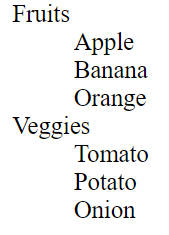 Fruits
Apple
Banana
Orange
Veggies
Tomato
Potato
Onion